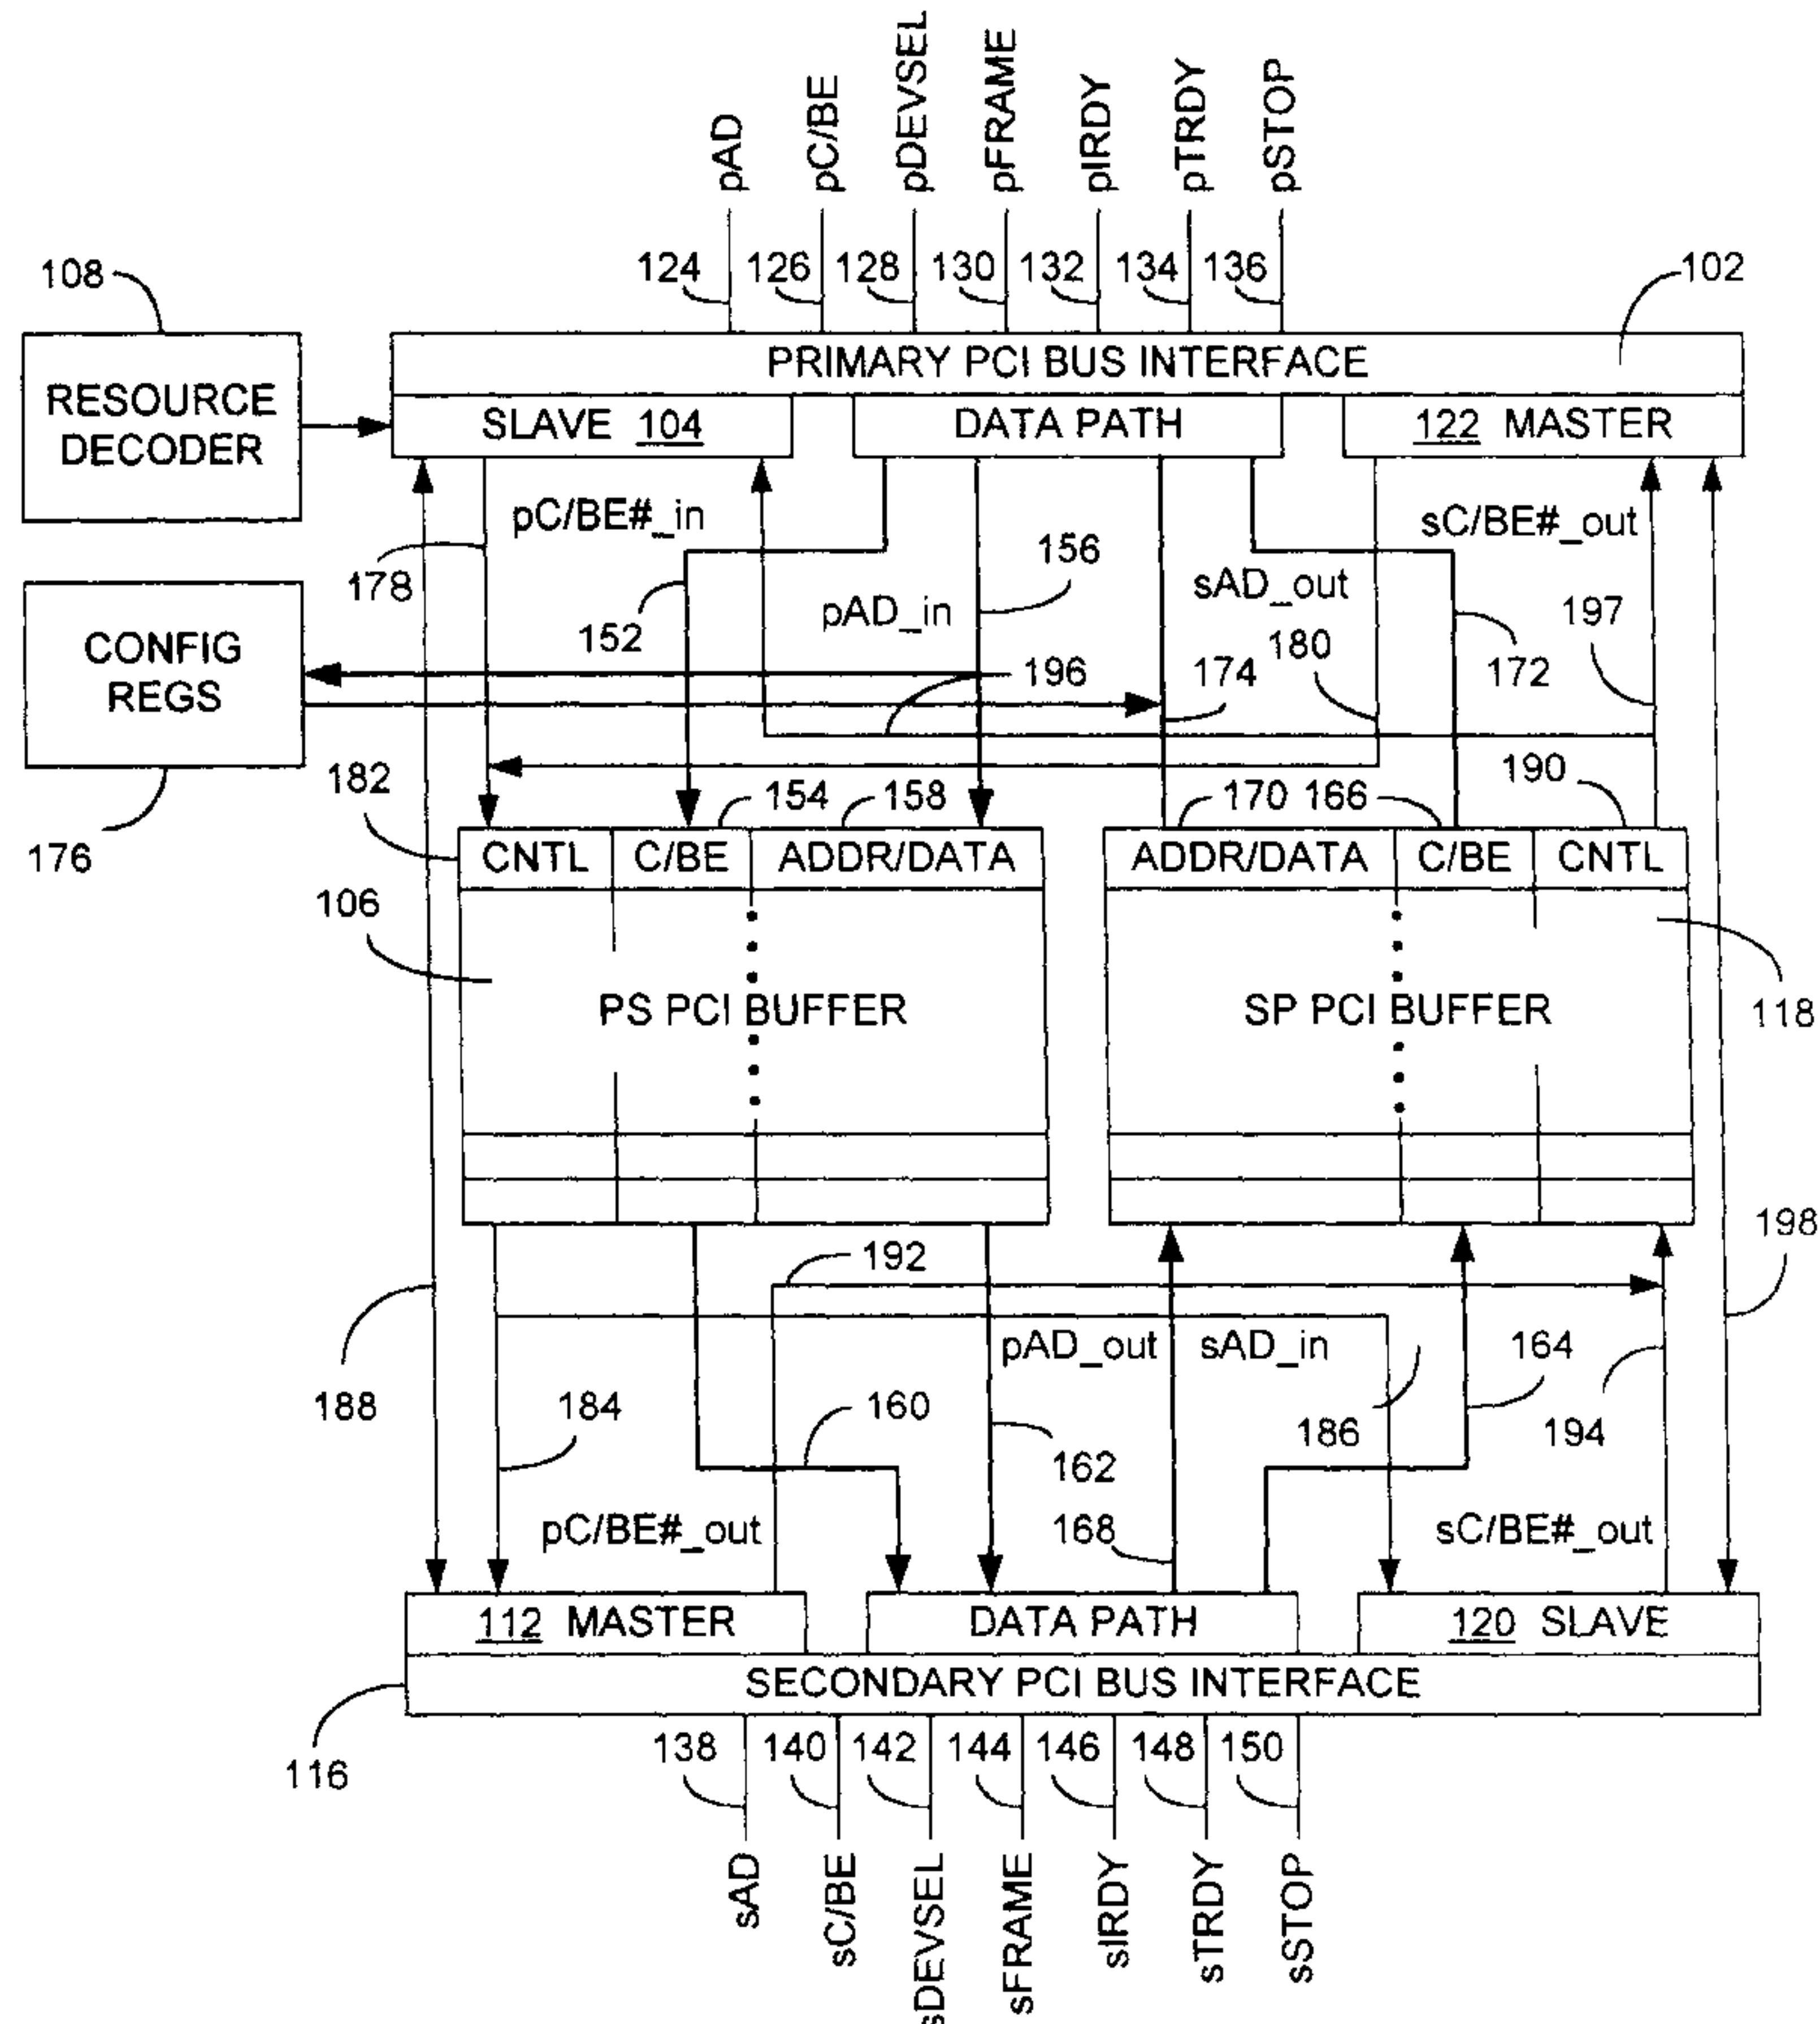 pAD
pC/BE
pDEVSEL
pFRAME
pIRDY
pTRDY
pSTOP
108
124
126
128
130
132
134
136
102
RESOURCE
DECODER
PRIMARY PCI BUS INTERFACE
SLAVE 104
DATA PATH
122 MASTER
pC/BE#_in
sC/BE#_out
156
178
152
pAD_in
sAD_out
197
CONFIG
REGS
196
174
180
172
182
154
158
170
166
190
176
CNTL
C/BE
ADDR/DATA
ADDR/DATA
C/BE
CNTL
106
PS PCI BUFFER
SP PCI BUFFER
118
192
198
pAD_out
sAD_in
164
188
184
160
162
186
194
pC/BE#_out
168
sC/BE#_out
112 MASTER
DATA PATH
120 SLAVE
SECONDARY PCI BUS INTERFACE
116
138
140
142
144
146
148
150
sAD
sC/BE
sDEVSEL
sFRAME
sIRDY
sTRDY
sSTOP